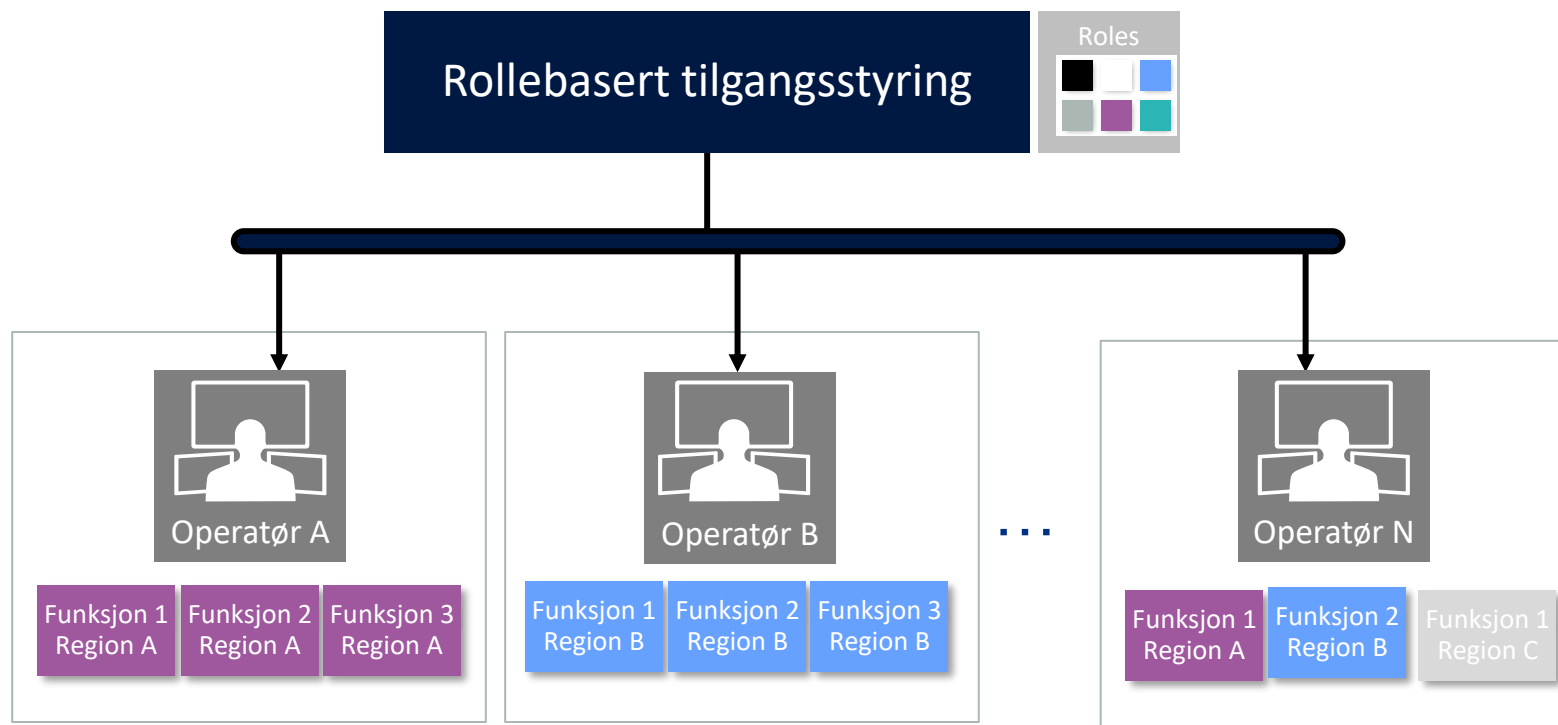 Rollebasert tilgangsstyring
Roles
Operatør A
Funksjon 1
Region A
Funksjon 2
Region A
Funksjon 3
Region A
Operatør B
Funksjon 1
Region B
Funksjon 2
Region B
Funksjon 3
Region B
...
Operatør N
Funksjon 1
Region A
Funksjon 2
Region B
Funksjon 1
Region C